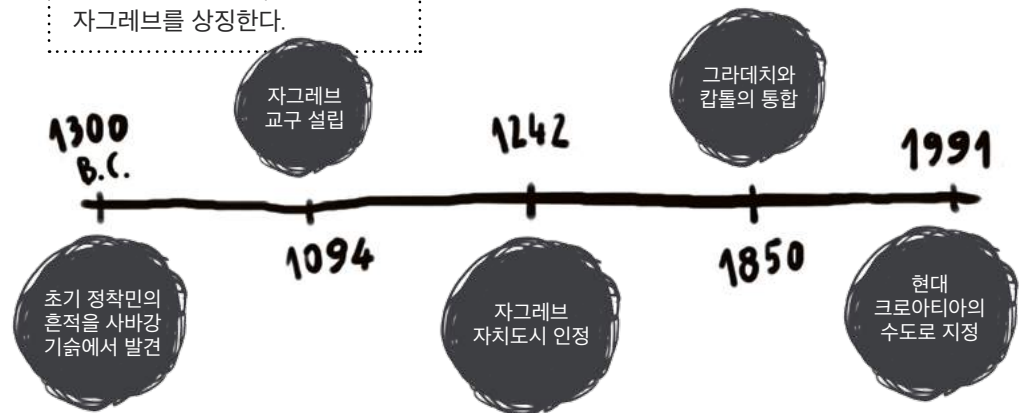 자그레브를 상징한다.
1300
B.C.
초기 정착민의
흔적을 사바강
기슭에서 발견
자그레브
교구 설립
1094
1242
자그레브
자치도시 인정
그라데치와
캅톨의 통합
1850
1991
현대
크로아티아의
수도로 지정